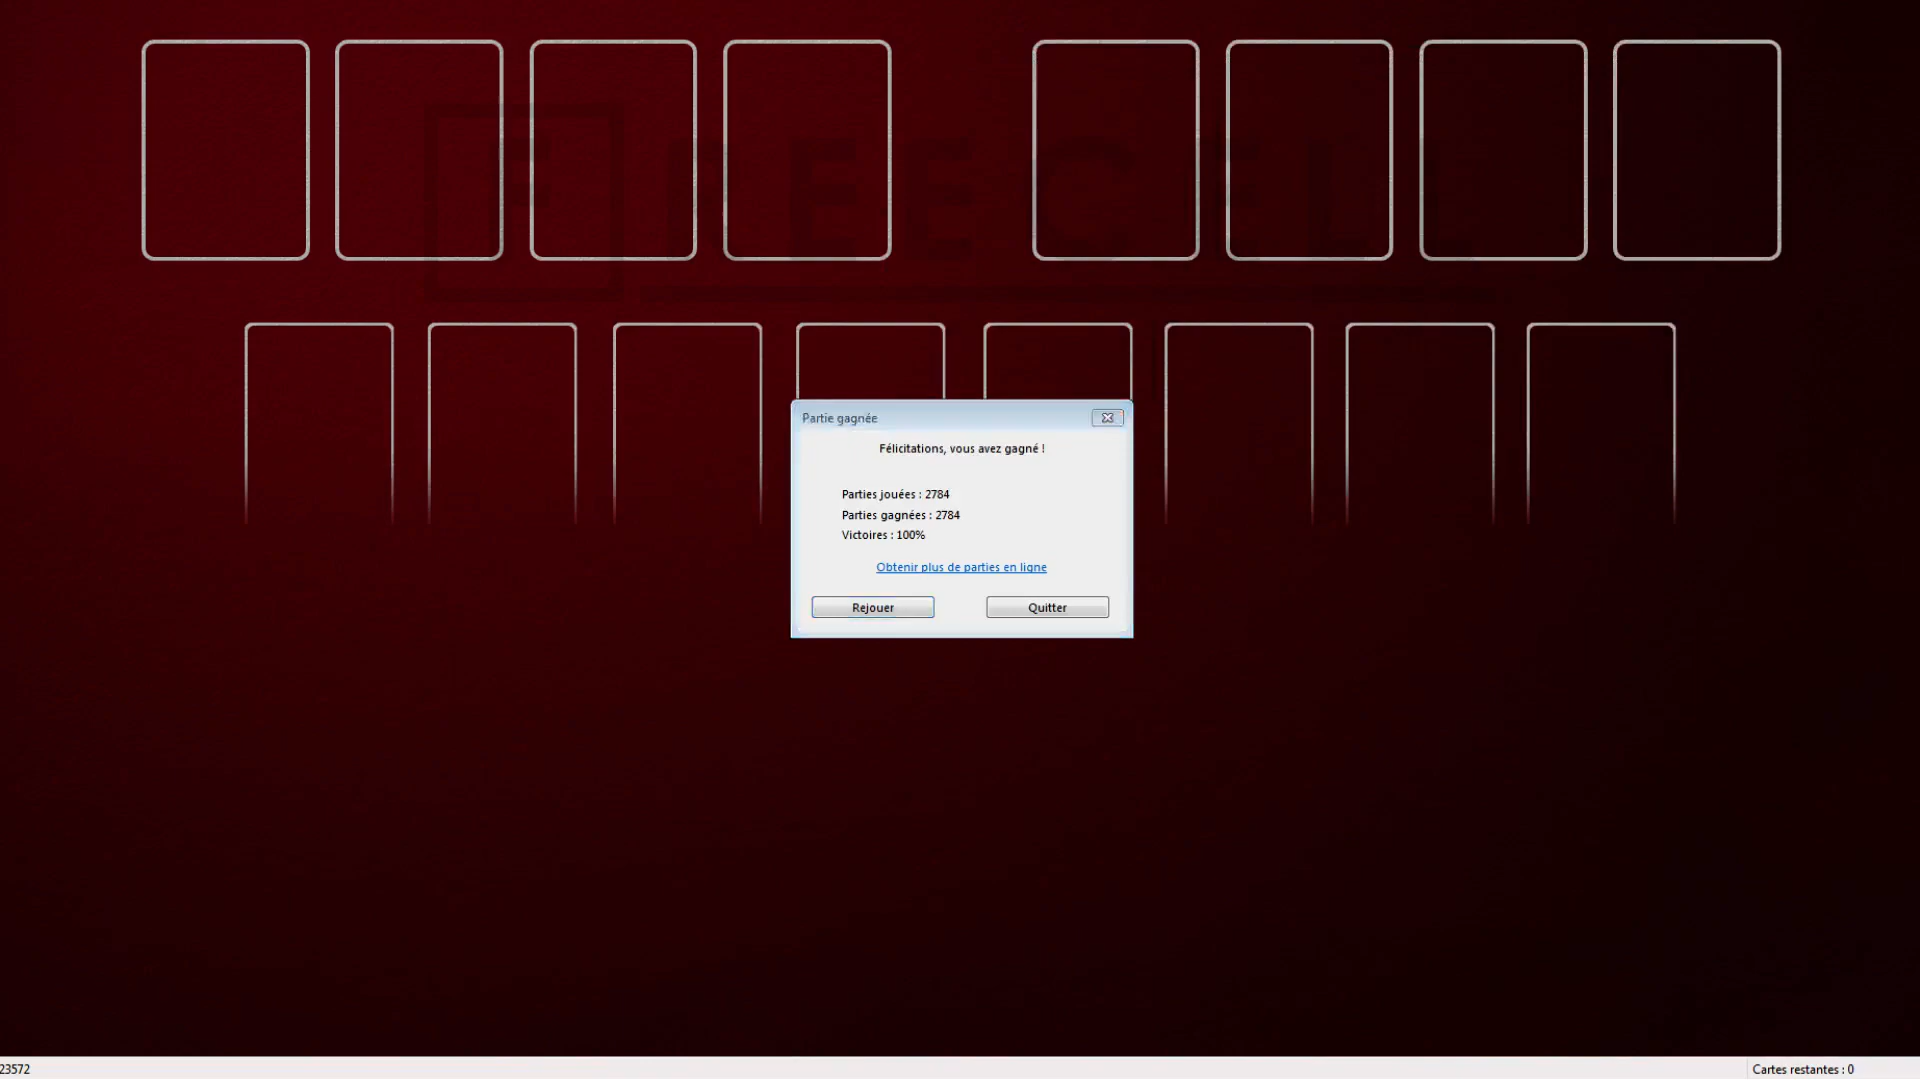 FREECELL
Partie gagnée
Félicitations, vous avez gagné !
Parties jouées : 2784
Parties gagnées : 2784
Victoires : 100%
Obtenir plus de parties en ligne
Rejouer
Quitter
23572
Cartes restantes : 0